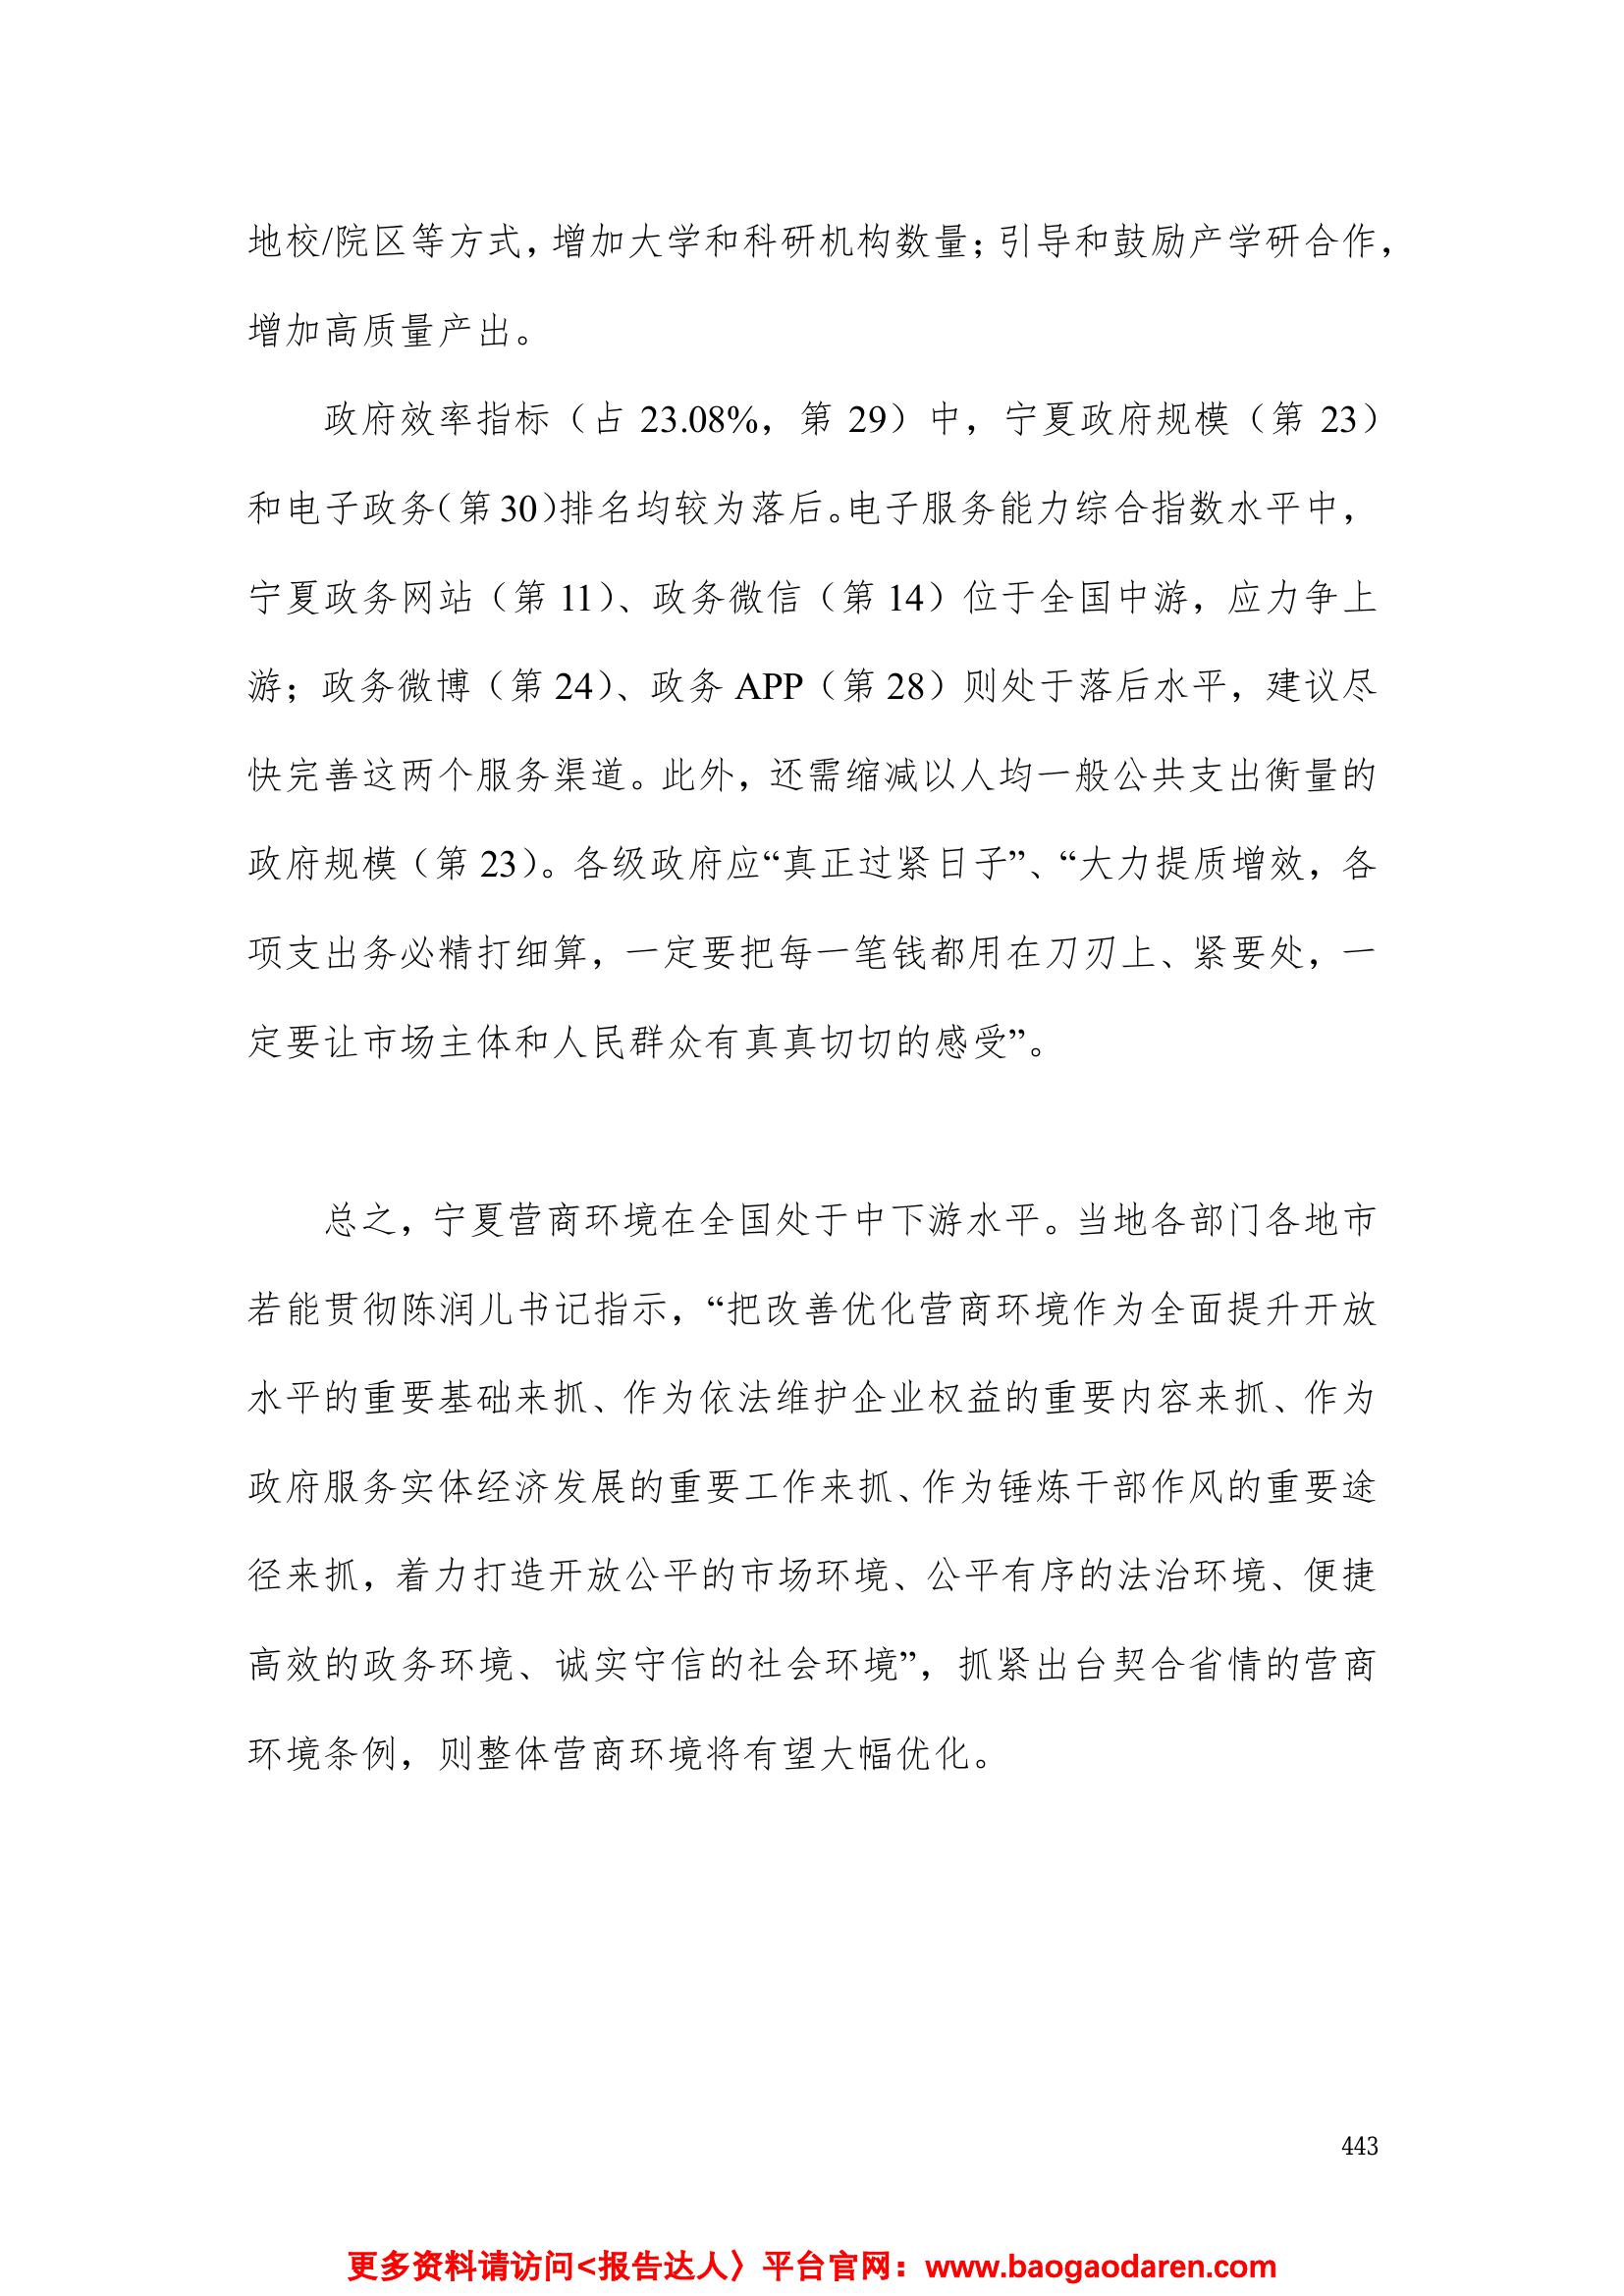 地校/院区等方式，增加大学和科研机构数量；引导和鼓励产学研合作，
增加高质量产出。
政府效率指标（占 23.08%，第 29）中，宁夏政府规模（第 23）
和电子政务（第 30）排名均较为落后。电子服务能力综合指数水平中，
宁夏政务网站（第 11）、政务微信（第 14）位于全国中游，应力争上
游；政务微博（第 24）、政务 APP（第 28）则处于落后水平，建议尽
快完善这两个服务渠道。此外，还需缩减以人均一般公共支出衡量的
政府规模（第 23）。各级政府应“真正过紧日子”、“大力提质增效，各
项支出务必精打细算，一定要把每一笔钱都用在刀刃上、紧要处，一
定要让市场主体和人民群众有真真切切的感受”。
总之，宁夏营商环境在全国处于中下游水平。当地各部门各地市
若能贯彻陈润儿书记指示，“把改善优化营商环境作为全面提升开放
水平的重要基础来抓、作为依法维护企业权益的重要内容来抓、作为
政府服务实体经济发展的重要工作来抓、作为锤炼干部作风的重要途
径来抓，着力打造开放公平的市场环境、公平有序的法治环境、便捷
高效的政务环境、诚实守信的社会环境”，抓紧出台契合省情的营商
环境条例，则整体营商环境将有望大幅优化。
443
更多资料请访问<报告达人〉平台官网：www.baogaodaren.com